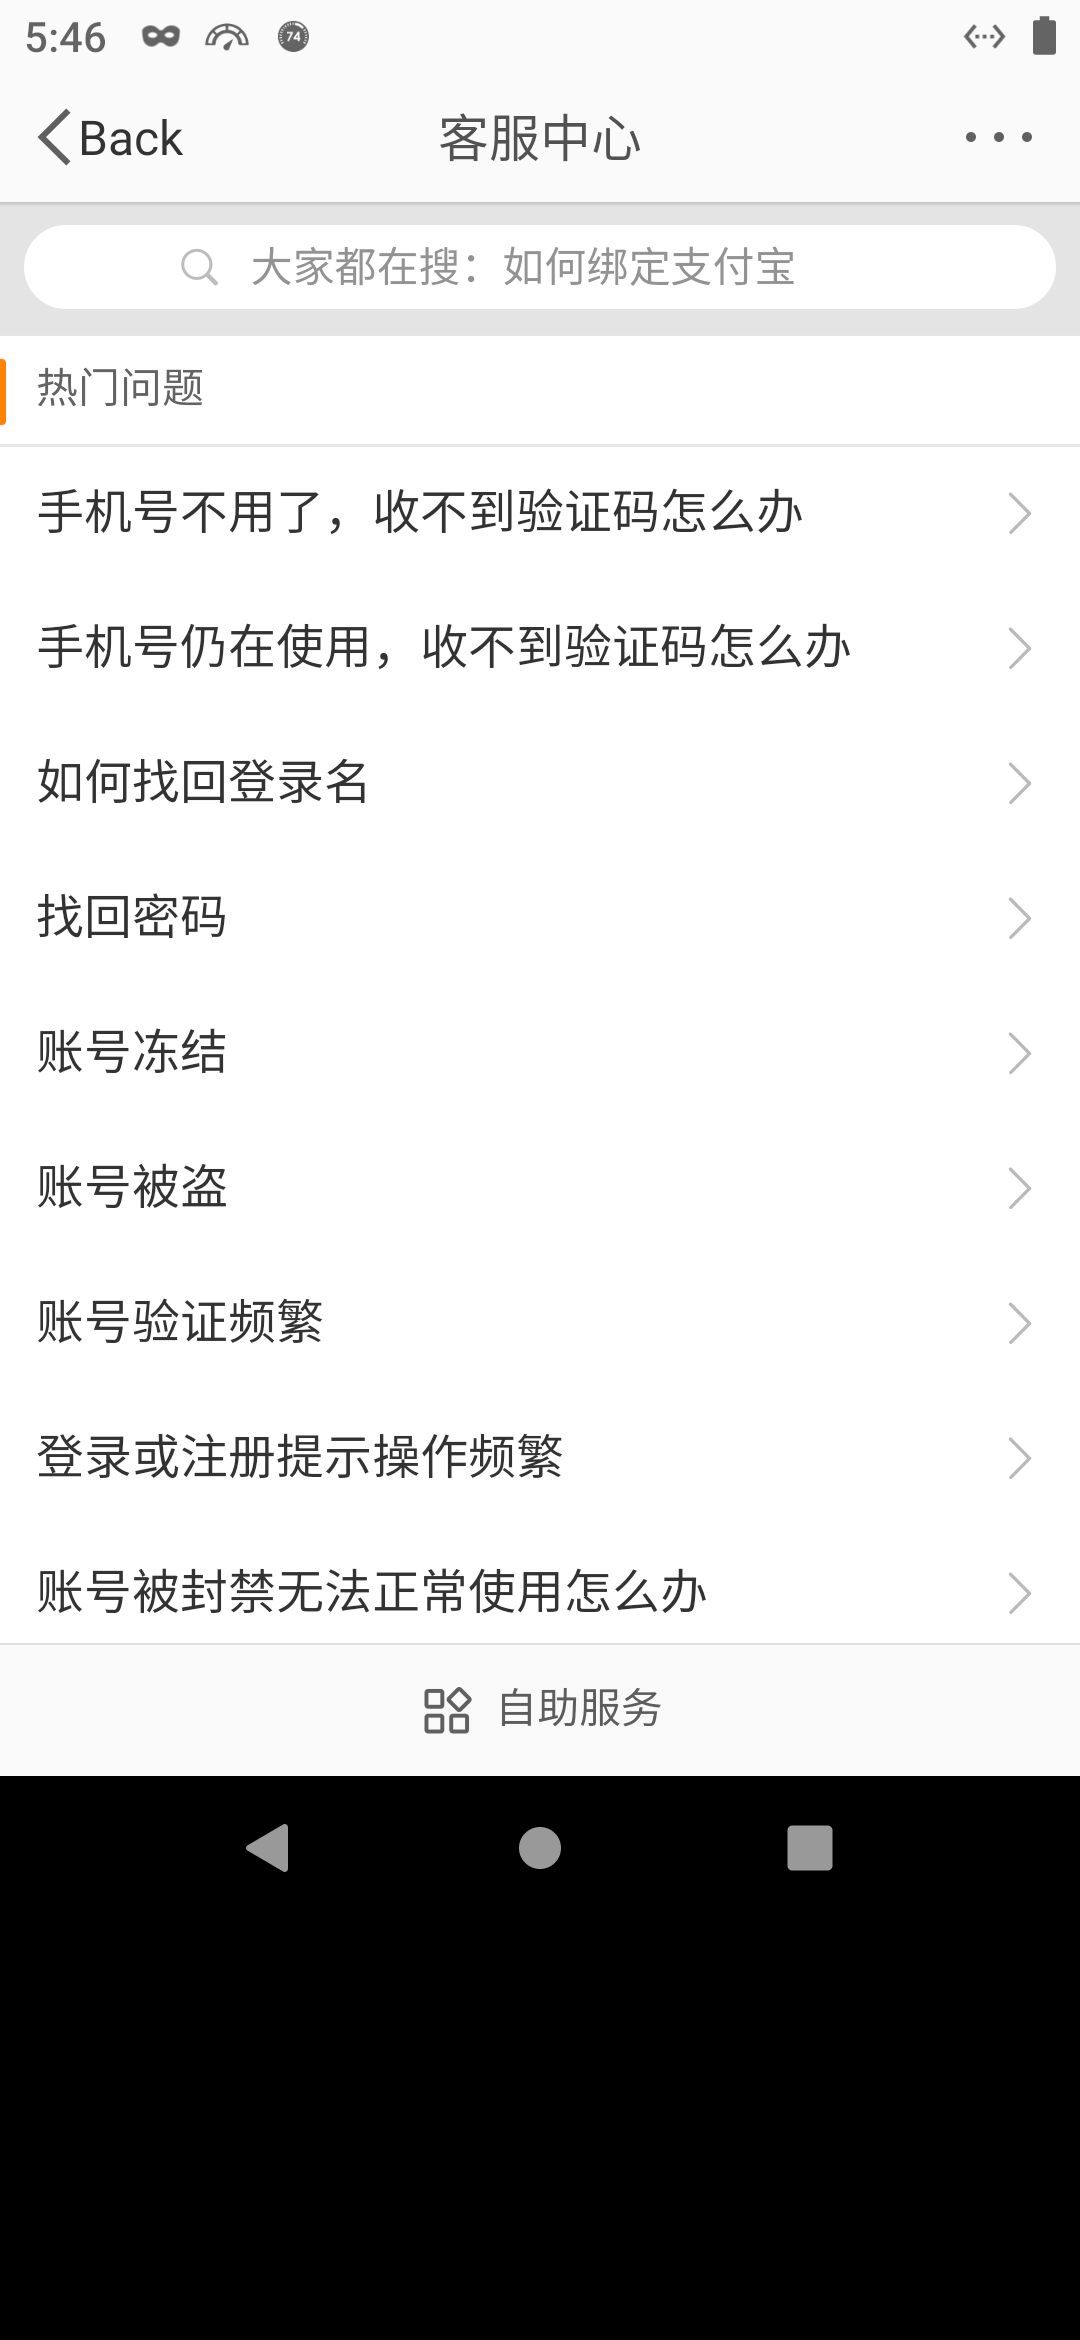 5:46
74
Back
客服中心
大家都在搜：如何绑定支付宝
热门问题
手机号不用了，收不到验证码怎么办
手机号仍在使用，收不到验证码怎么办
如何找回登录名
找回密码
账号冻结
账号被盗
账号验证频繁
登录或注册提示操作频繁
账号被封禁无法正常使用怎么办
自助服务